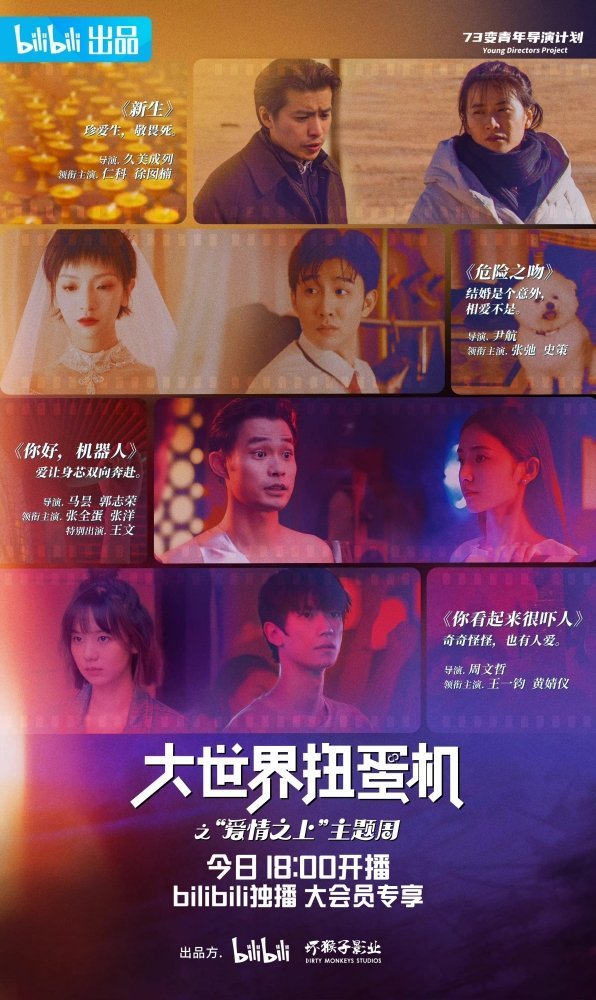 bilibili 出品
73变青年导演计划
Young Directors Project
《新生》
珍爱生，敬畏死。
导演. 久美成列
领衔主演. 仁科 徐囡楠
《危险之吻》
结婚是个意外，
相爱不是。
导演. 尹航
领衔主演. 张弛 史策
《你好，机器人》
爱让身芯双向奔赴。
导演. 马昙 郭志荣
领衔主演. 张全蛋 张洋
特别出演. 王文
《你看起来很吓人》
奇奇怪怪，也有人爱。
导演. 周文哲
领衔主演. 王一钧 黄婧仪
大世界扭蛋机
之“爱情之上”主题周
今日 18:00开播
bilibili独播 大会员专享
出品方. bilibili 坏猴子影业
DIRTY MONKEYS STUDIOS